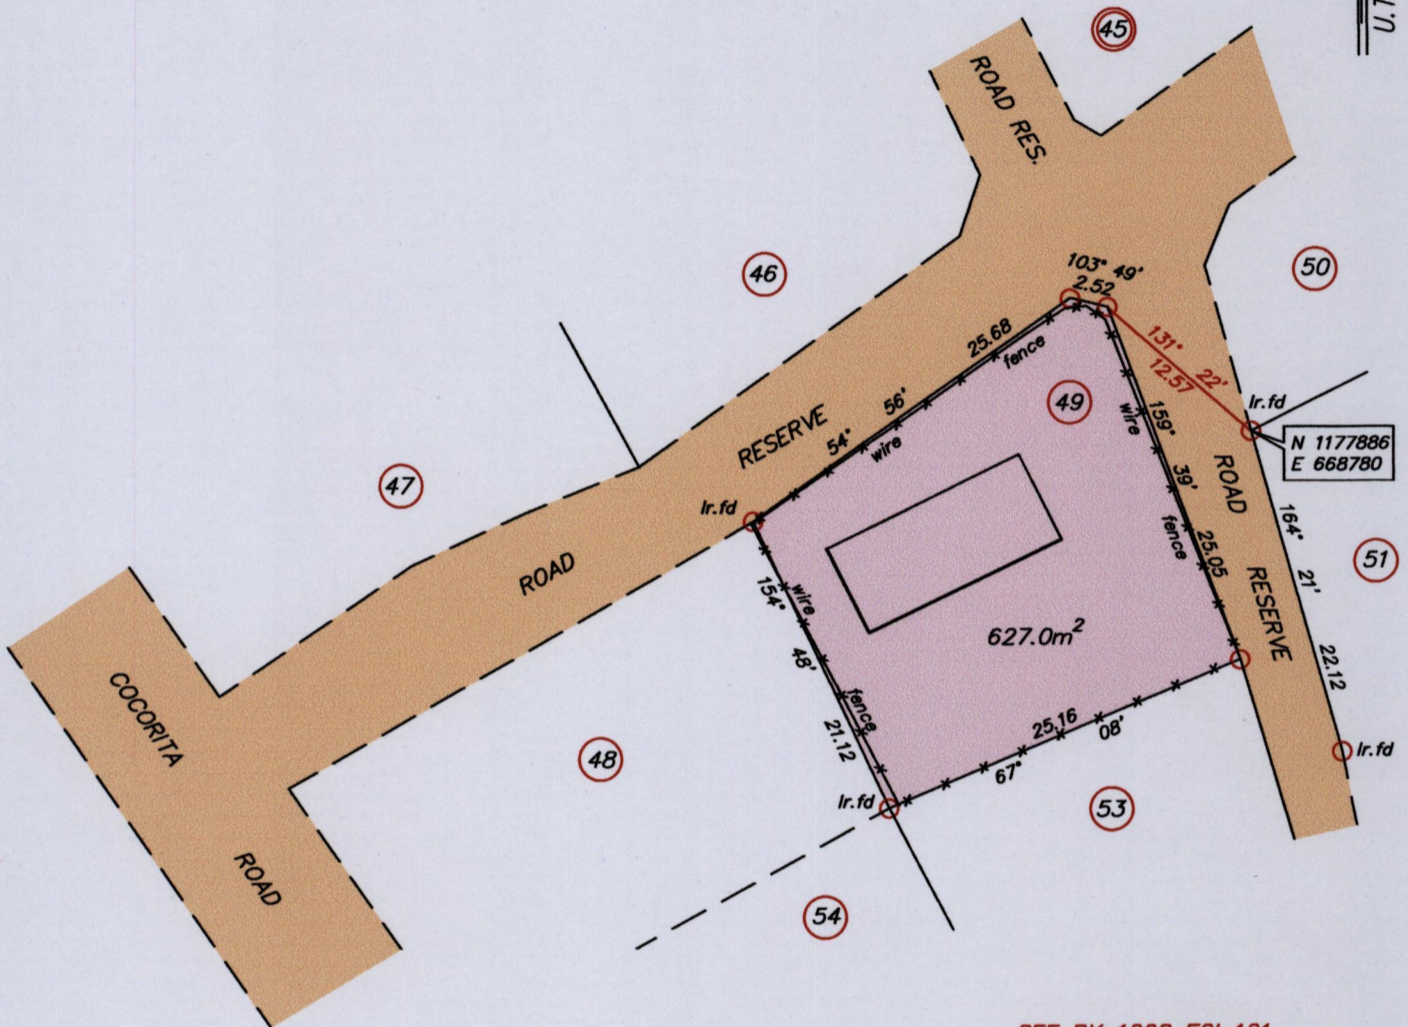 U.T
45
ROAD RES.
46
50
103° 49'
2.52
131° 22'
12.57
25.68
fence
49
Ir.fd
N 1177886
E 668780
56'
54°
wire
RESERVE
wire
159°
39'
ROAD
47
Ir.fd
fence
25.05
164°
21'
51
ROAD
154°
wire
RESERVE
627.0m²
48'
fence
22.12
COCORITA
21.12
25.16
08'
67°
Ir.fd
48
Ir.fd
53
ROAD
54